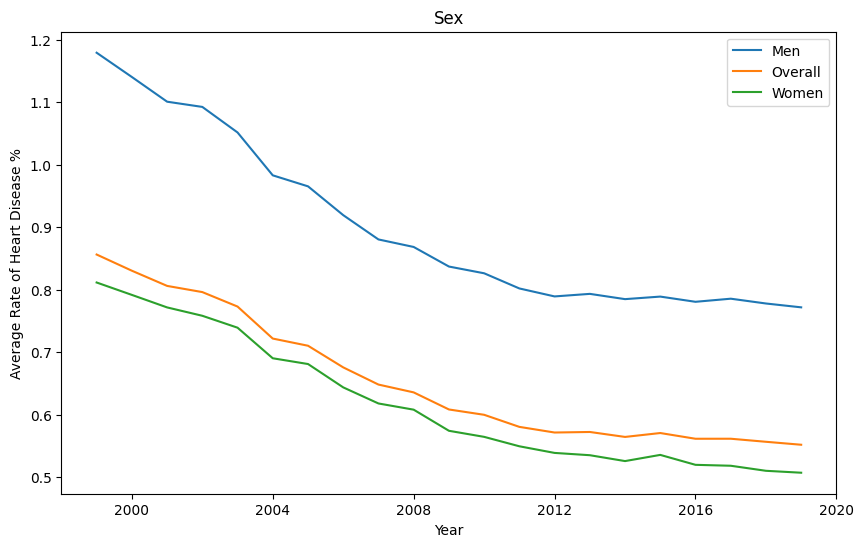 Sex
1.2
1.1
1.0
0.9
0.8
0.7
0.6
0.5
Average Rate of Heart Disease %
Men
Overall
Women
2000
2004
2008
2012
2016
2020
Year